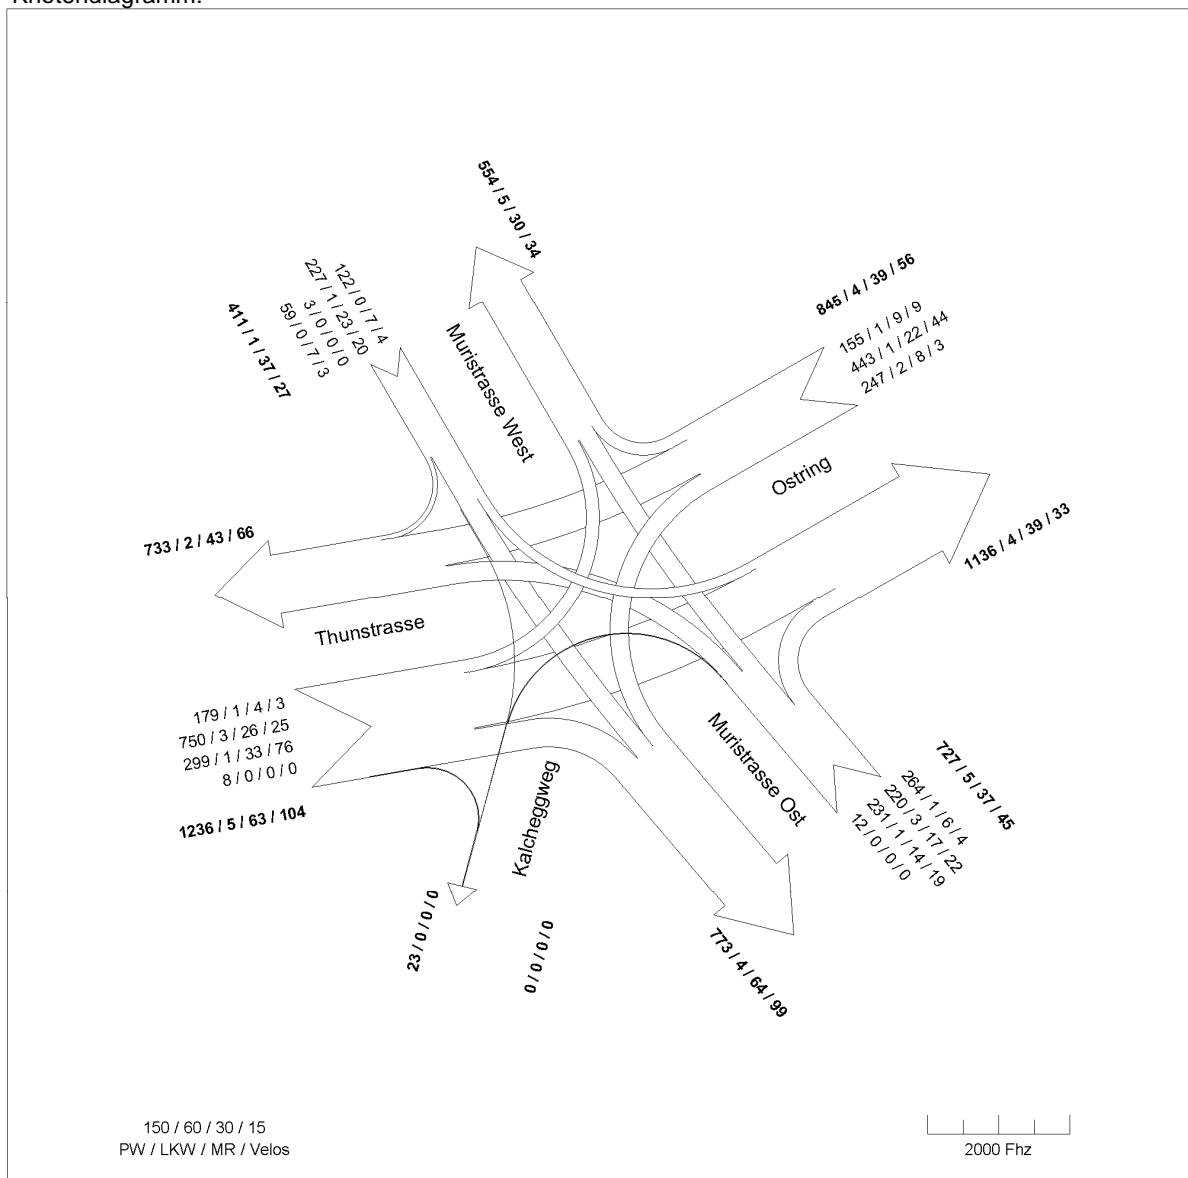 Knotendiagramm:
554 / 5 / 30 / 34
845 / 4 / 39 / 56
122 / 0 / 7 / 4
227 / 1 / 23 / 20
3 / 0 / 0 / 0
59 / 0 / 7 / 3
411 / 1 / 37 / 27
Muristrasse West
155 / 1 / 9 / 9
443 / 1 / 22 / 44
247 / 2 / 8 / 3
Ostring
733 / 2 / 43 / 66
1136 / 4 / 39 / 33
Thunstrasse
179 / 1 / 4 / 3
750 / 3 / 26 / 25
299 / 1 / 33 / 76
8 / 0 / 0 / 0
1236 / 5 / 63 / 104
Kalcheggweg
Muristrasse Ost
727 / 5 / 37 / 45
264 / 1 / 6 / 4
220 / 3 / 17 / 22
231 / 1 / 14 / 19
12 / 0 / 0 / 0
23 / 0 / 0 / 0
0 / 0 / 0 / 0
773 / 4 / 64 / 99
150 / 60 / 30 / 15
PW / LKW / MR / Velos
2000 Fhz